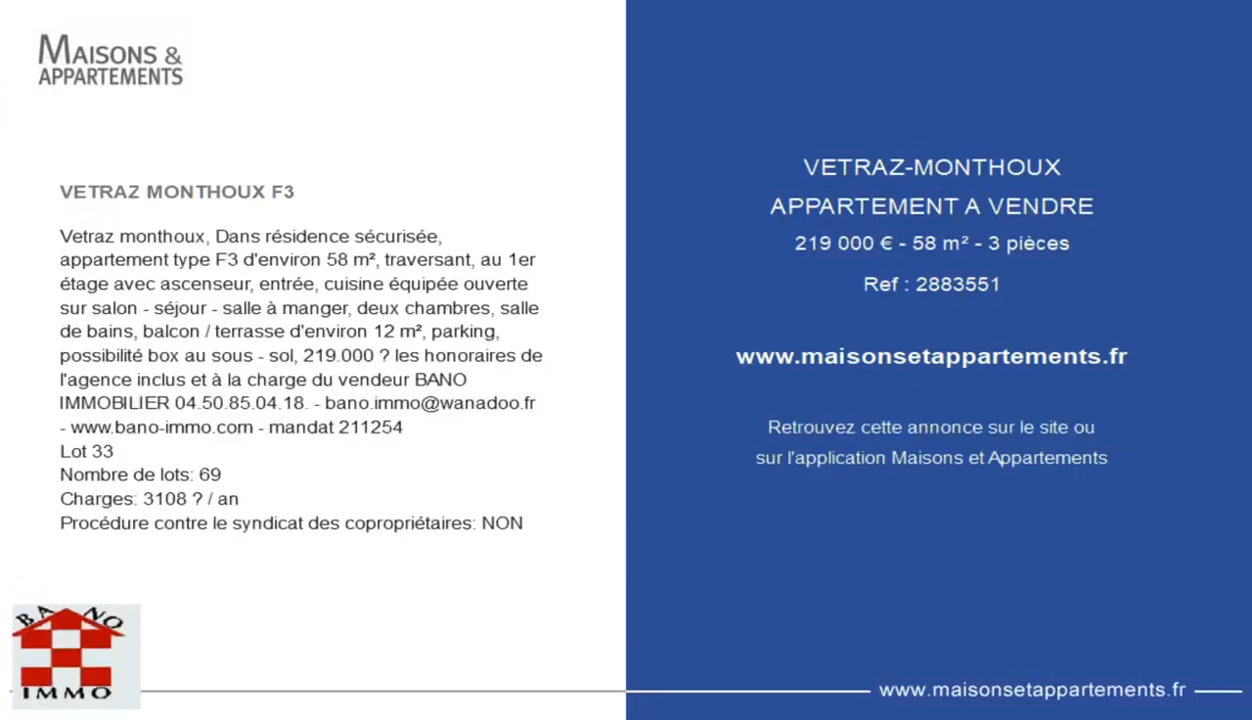 MAISONS &
APPARTEMENTS
VETRAZ MONTHOUX F3
Vetraz monthoux, Dans résidence sécurisée,
appartement type F3 d'environ 58 m², traversant, au 1er
étage avec ascenseur, entrée, cuisine équipée ouverte
sur salon - séjour - salle à manger, deux chambres, salle
de bains, balcon / terrasse d'environ 12 m², parking,
possibilité box au sous - sol, 219.000 ? les honoraires de
l'agence inclus et à la charge du vendeur BANO
IMMOBILIER 04.50.85.04.18. - bano.immo@wanadoo.fr
- www.bano-immo.com - mandat 211254
Lot 33
Nombre de lots: 69
Charges: 3108 ? / an
Procédure contre le syndicat des copropriétaires: NON
BANO
IMMO
VETRAZ-MONTHOUX
APPARTEMENT A VENDRE
219 000 € - 58 m² - 3 pièces
Ref : 2883551
www.maisonsetappartements.fr
Retrouvez cette annonce sur le site ou
sur l'application Maisons et Appartements
www.maisonsetappartements.fr